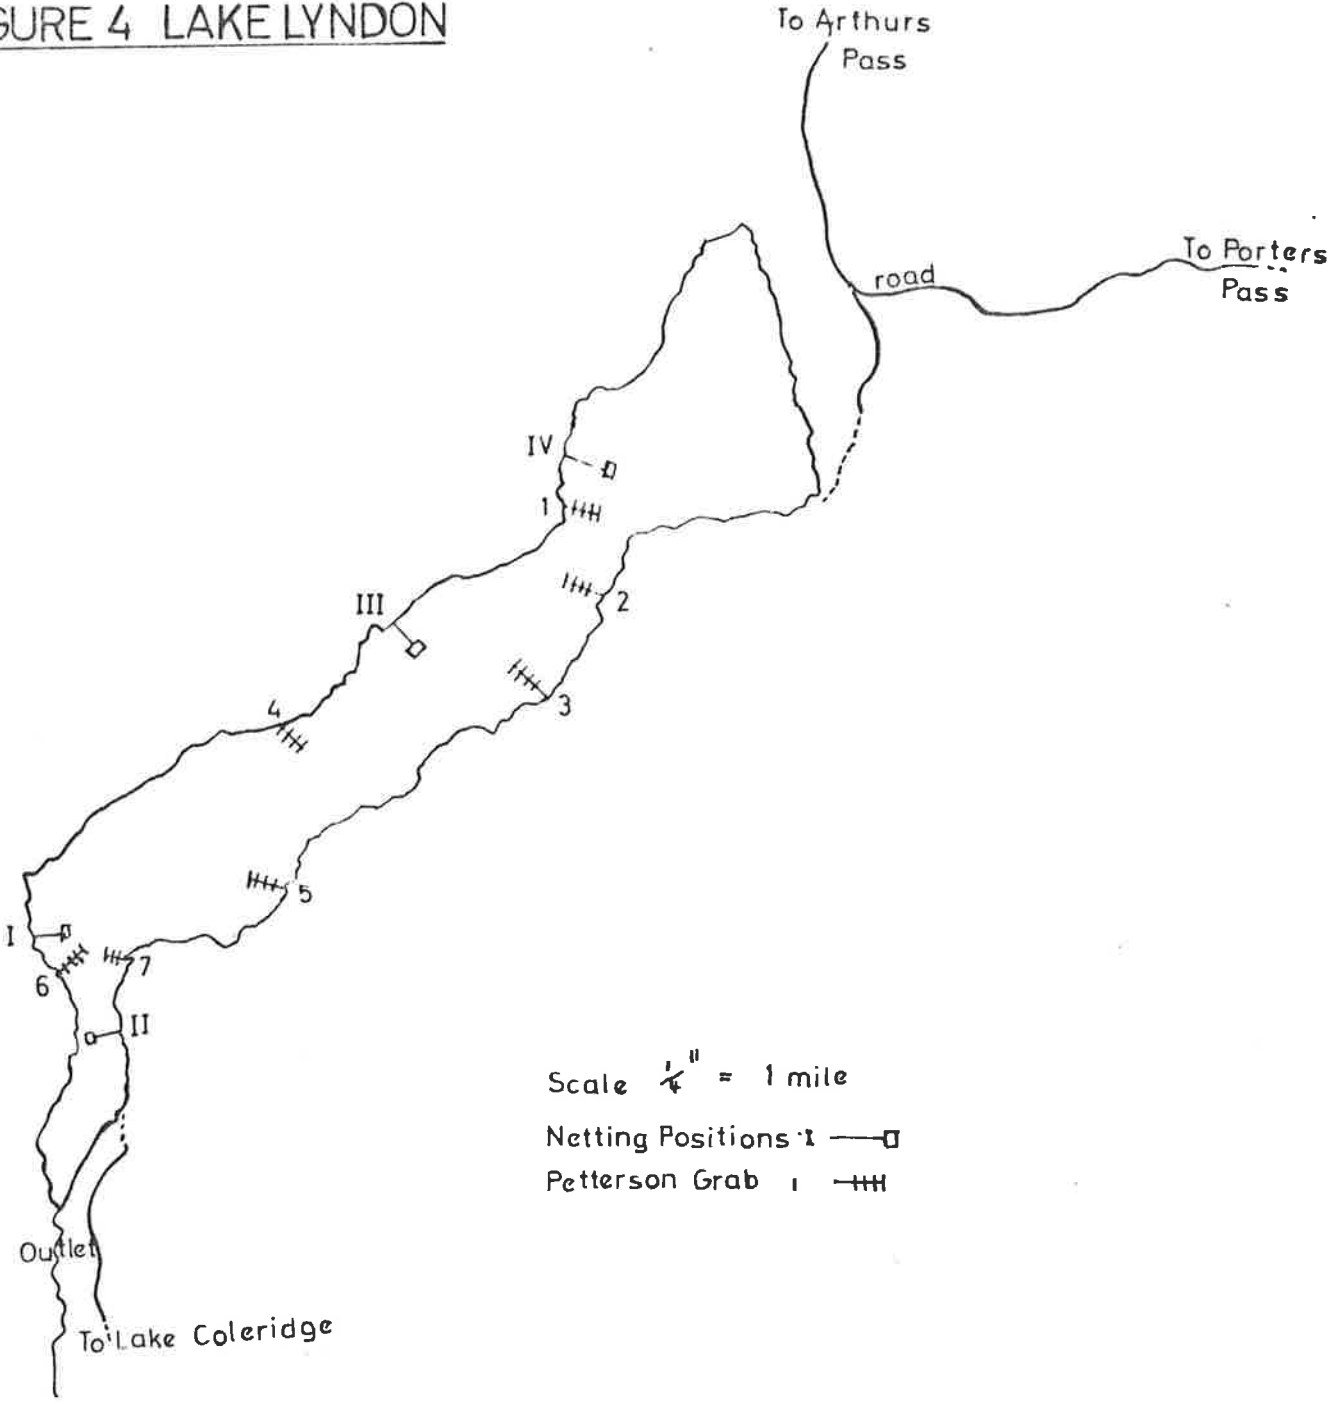 GURE 4 LAKE LYNDON
To Arthurs
Pass
To Porters
Pass
road
IV
1
2
III
3
4
5
I
7
6
II
Scale 1/4" = 1 mile
Netting Positions I
Petterson Grab 1
Outlet
To Lake Coleridge